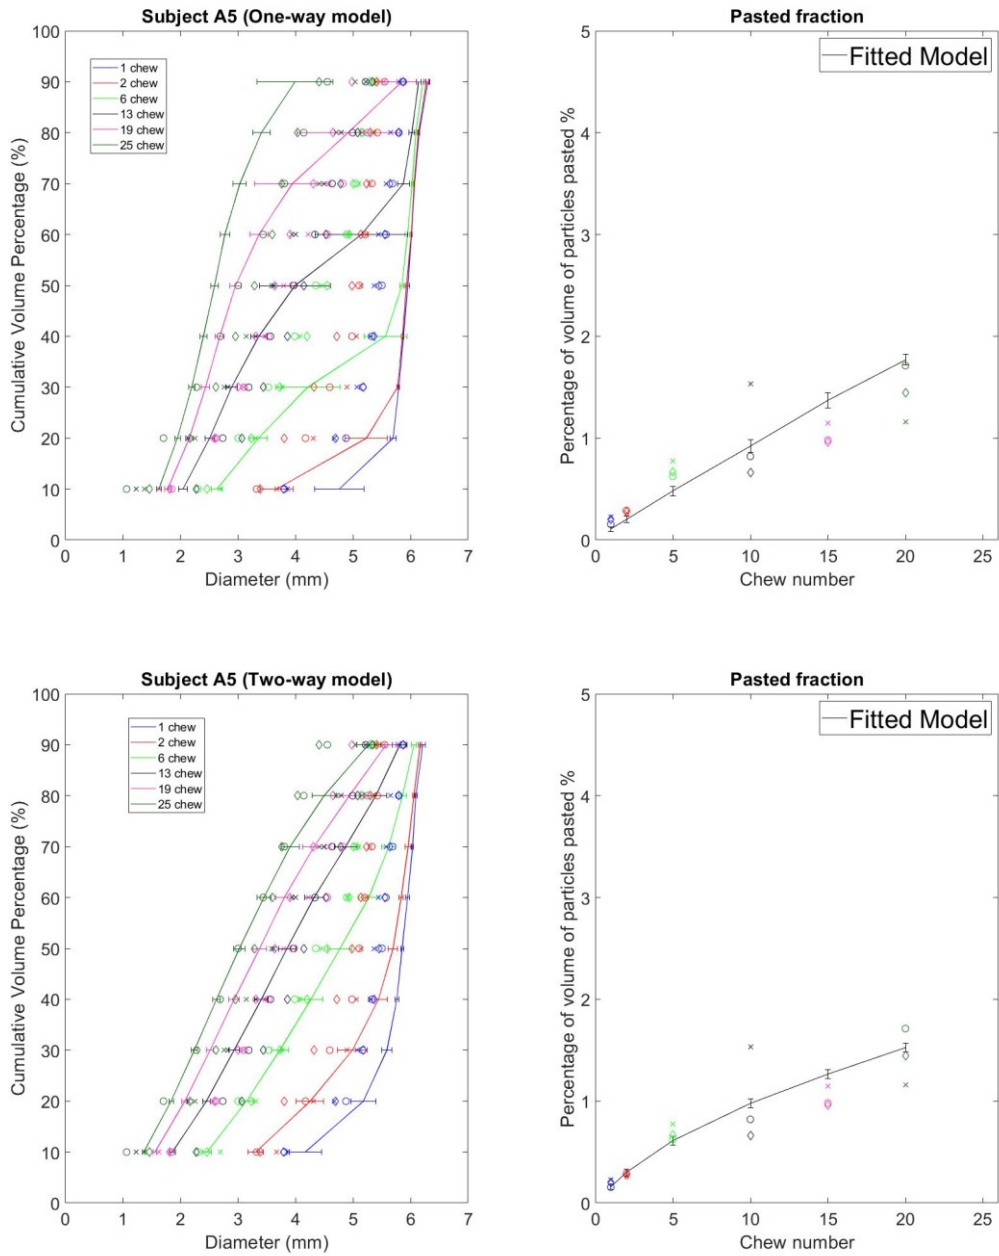 Subject A5 (One-way model)
100
90
80
70
60
50
40
30
20
10
0
Cumulative Volume Percentage (%)
1 chew
2 chew
6 chew
13 chew
19 chew
25 chew
0 1 2 3 4 5 6 7
Diameter (mm)
Pasted fraction
5
4
3
2
1
0
Percentage of volume of particles pasted %
Fitted Model
0 5 10 15 20 25
Chew number
Subject A5 (Two-way model)
100
90
80
70
60
50
40
30
20
10
0
Cumulative Volume Percentage (%)
1 chew
2 chew
6 chew
13 chew
19 chew
25 chew
0 1 2 3 4 5 6 7
Diameter (mm)
Pasted fraction
5
4
3
2
1
0
Percentage of volume of particles pasted %
Fitted Model
0 5 10 15 20 25
Chew number